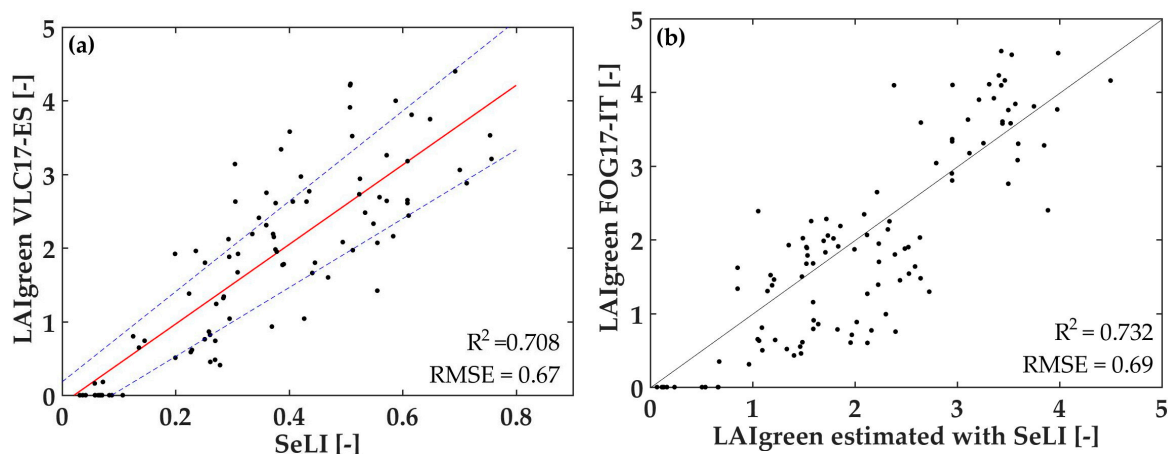 (a)
LAIgreen VLC17-ES [-]
5
4
3
2
1
0
0
0.2
0.4
0.6
0.8
SeLI [-]
R² =0.708
RMSE = 0.67
(b)
LAIgreen FOG17-IT [-]
5
4
3
2
1
0
0
1
2
3
4
5
LAIgreen estimated with SeLI [-]
R² = 0.732
RMSE = 0.69